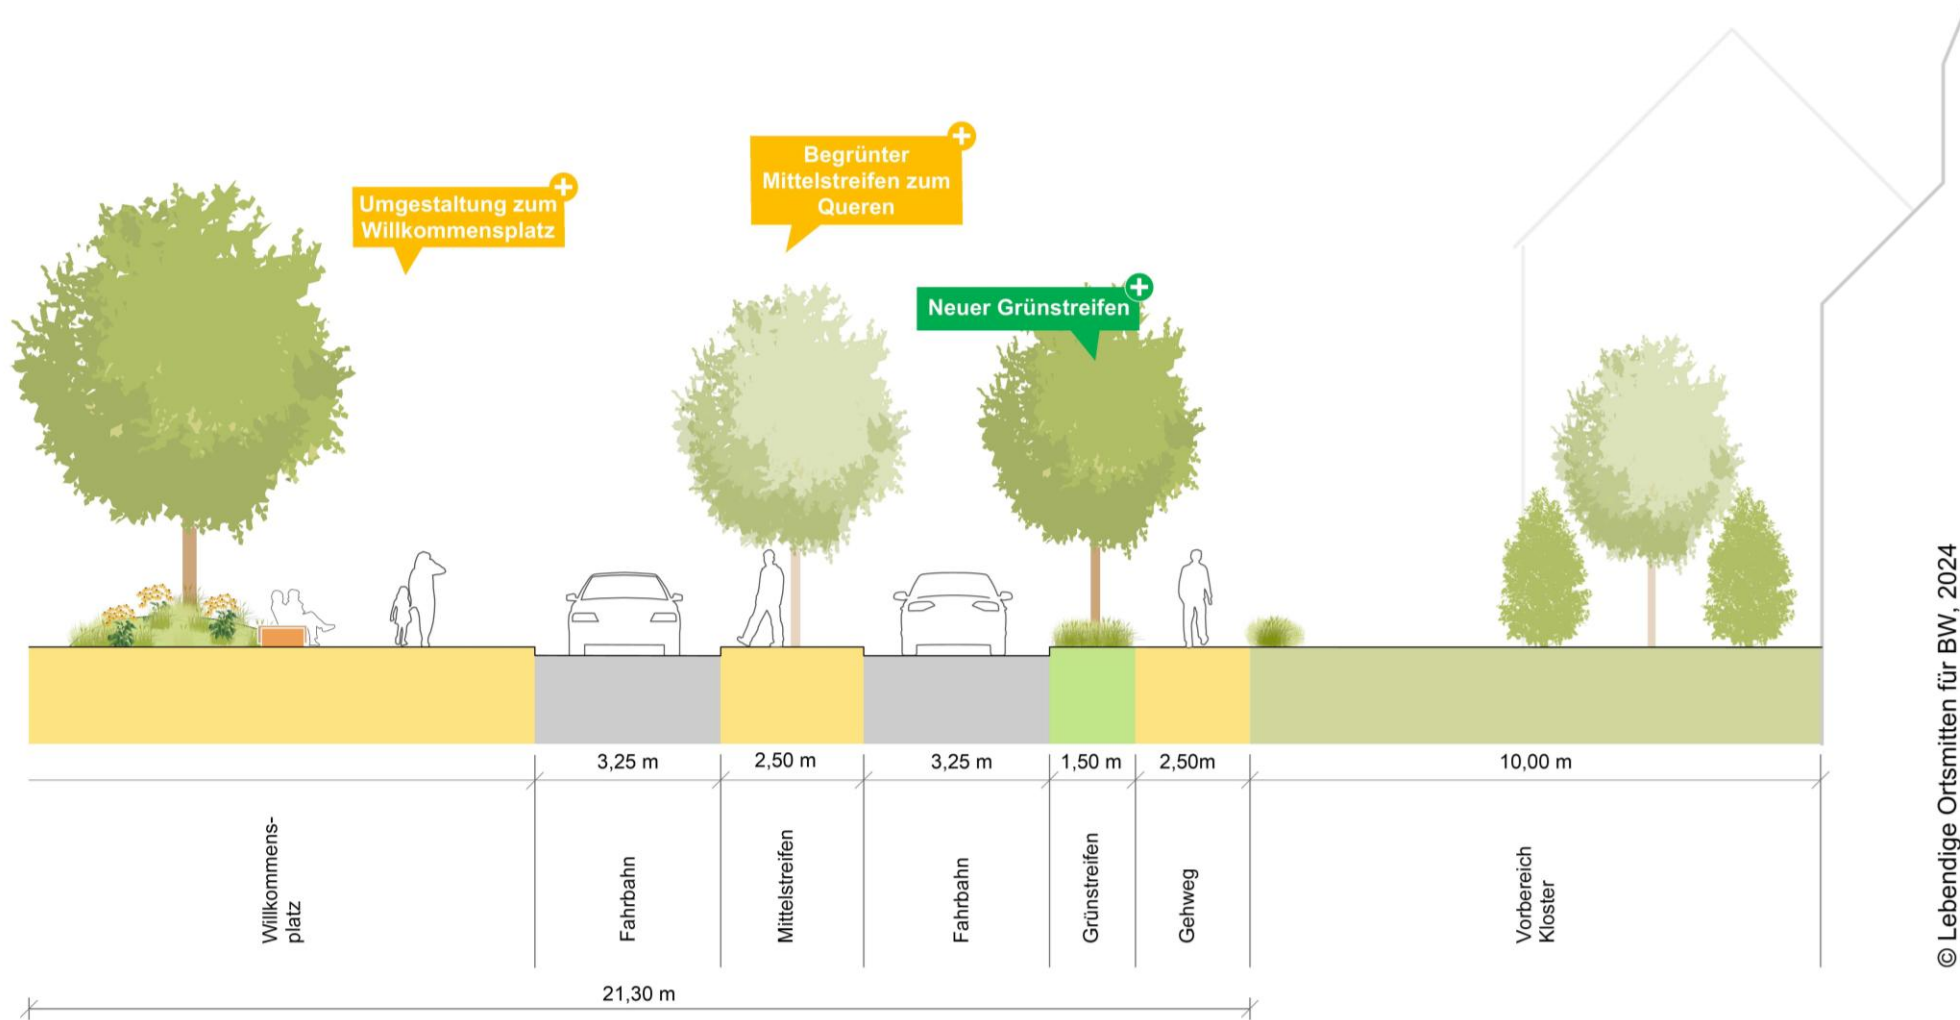 Umgestaltung zum
Willkommensplatz
Begrünter
Mittelstreifen zum
Queren
Neuer Grünstreifen
3,25 m
2,50 m
3,25 m
1,50 m
2,50m
10,00 m
Willkommens-
platz
Fahrbahn
Mittelstreifen
Fahrbahn
Grünstreifen
Gehweg
Vorbereich
Kloster
21,30 m
© Lebendige Ortsmitten für BW, 2024